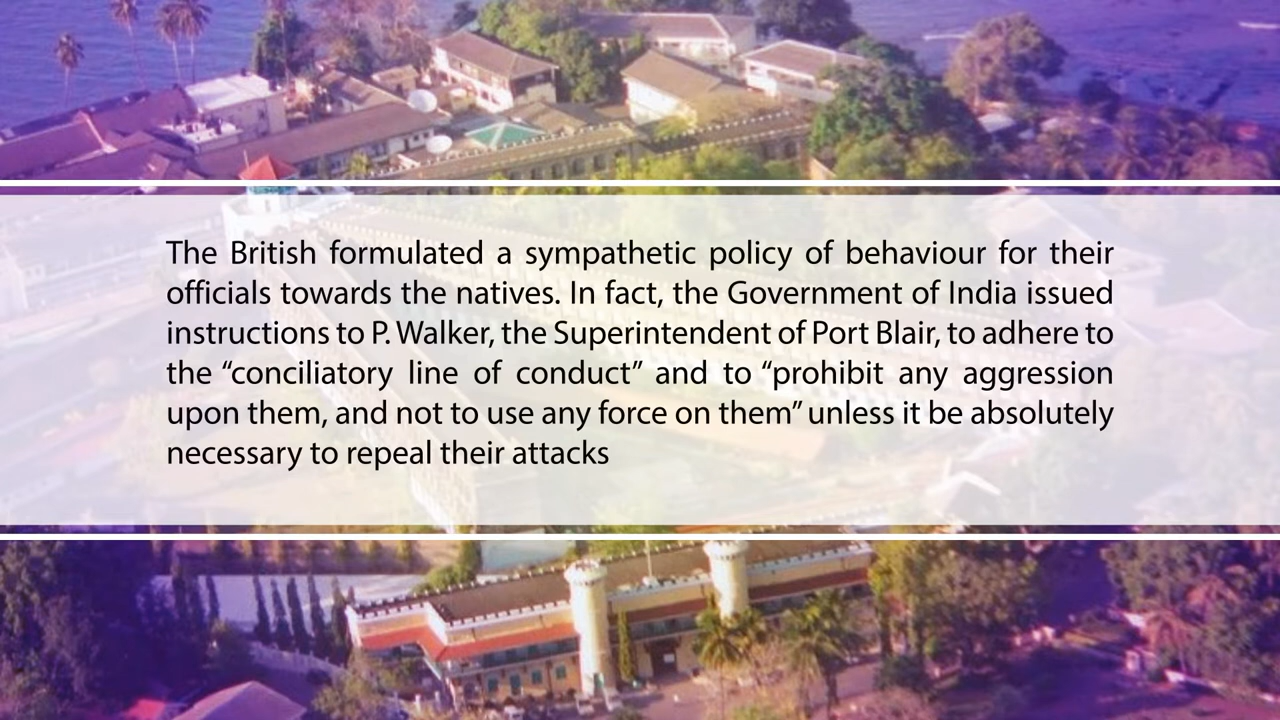 The British formulated a sympathetic policy of behaviour for their
officials towards the natives. In fact, the Government of India issued
instructions to P. Walker, the Superintendent of Port Blair, to adhere to
the “conciliatory line of conduct” and to “prohibit any aggression
upon them, and not to use any force on them” unless it be absolutely
necessary to repeal their attacks